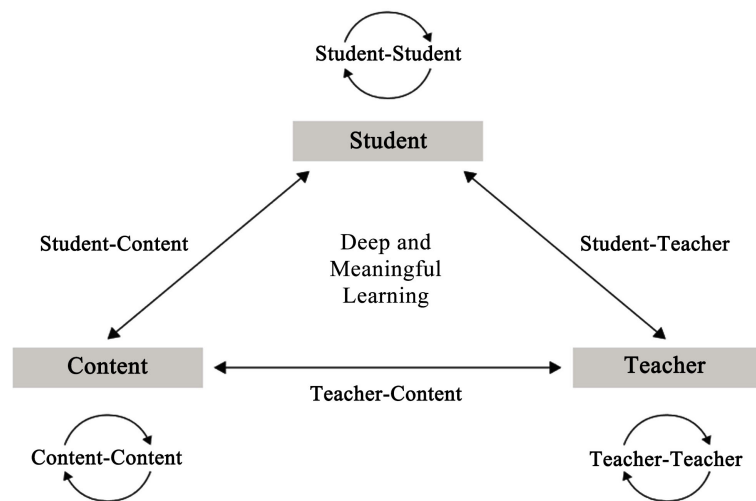 Student-Student
Student
Student-Content
Deep and
Meaningful
Learning
Student-Teacher
Content
Teacher
Teacher-Content
Content-Content
Teacher-Teacher